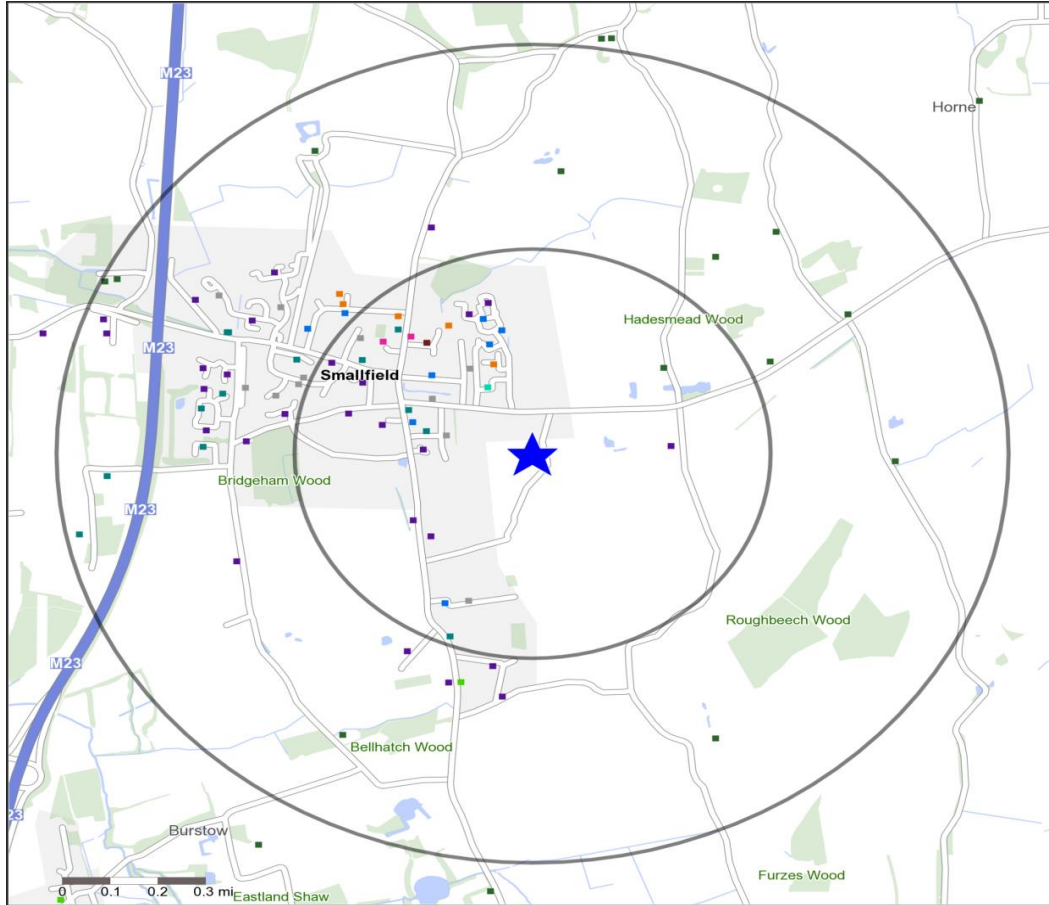 M23
Horne
Hadesmead Wood
M23
Smallfield
Bridgeham Wood
M23
Roughbeech Wood
M23
Bellhatch Wood
23
Burstow
0 0.1 0.2 0.3 mi
Eastland Shaw
Furzes Wood